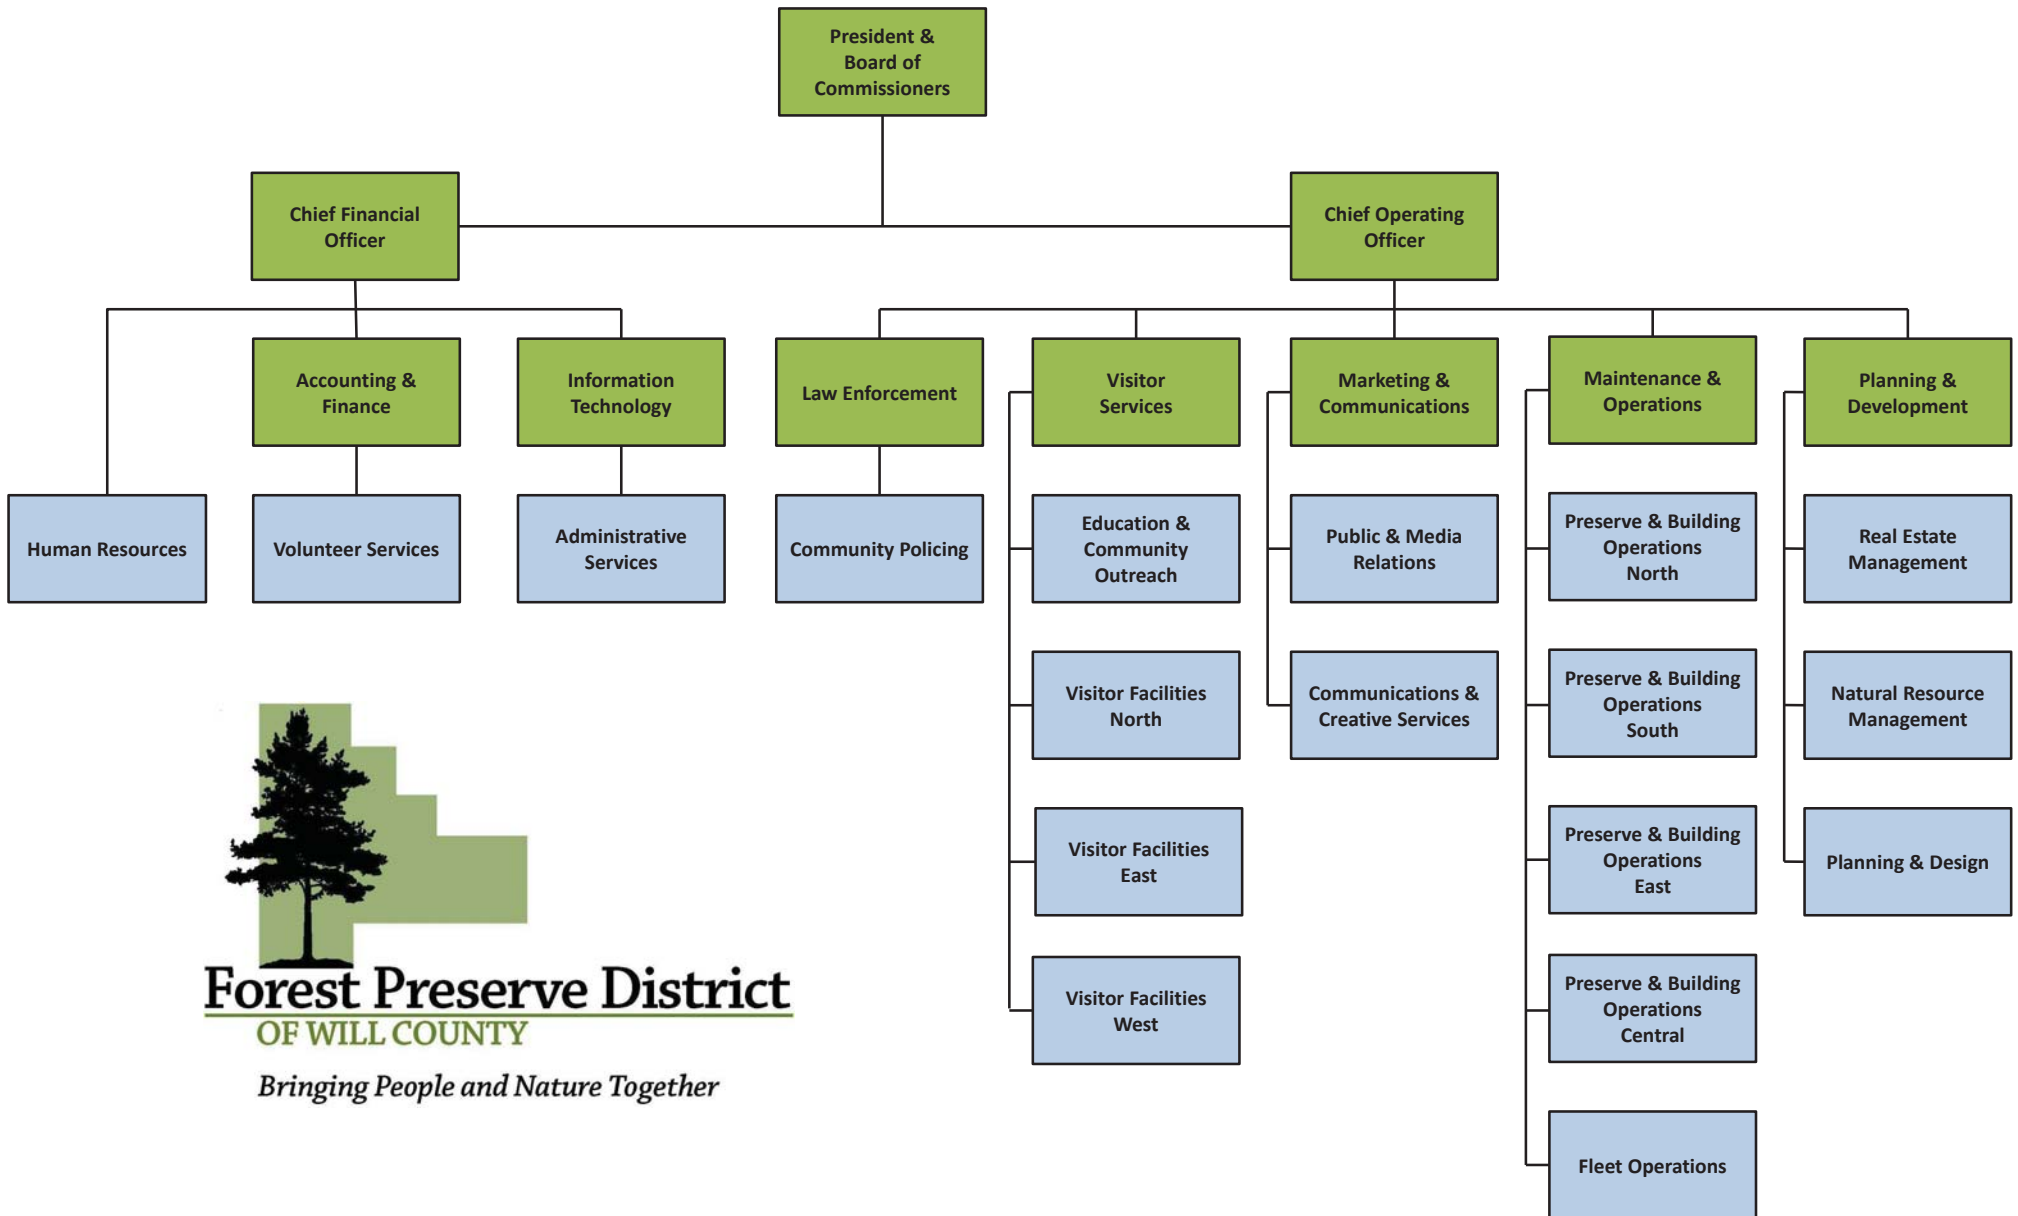 President &
Board of
Commissioners
Chief Financial
Officer
Chief Operating
Officer
Accounting &
Finance
Information
Technology
Law Enforcement
Visitor
Services
Marketing &
Communications
Maintenance &
Operations
Planning &
Development
Human Resources
Volunteer Services
Administrative
Services
Community Policing
Education &
Community
Outreach
Public & Media
Relations
Preserve & Building
Operations
North
Real Estate
Management
Visitor Facilities
North
Communications &
Creative Services
Preserve & Building
Operations
South
Natural Resource
Management
Visitor Facilities
East
Preserve & Building
Operations
East
Planning & Design
Visitor Facilities
West
Preserve & Building
Operations
Central
Fleet Operations
Forest Preserve District
OF WILL COUNTY
Bringing People and Nature Together